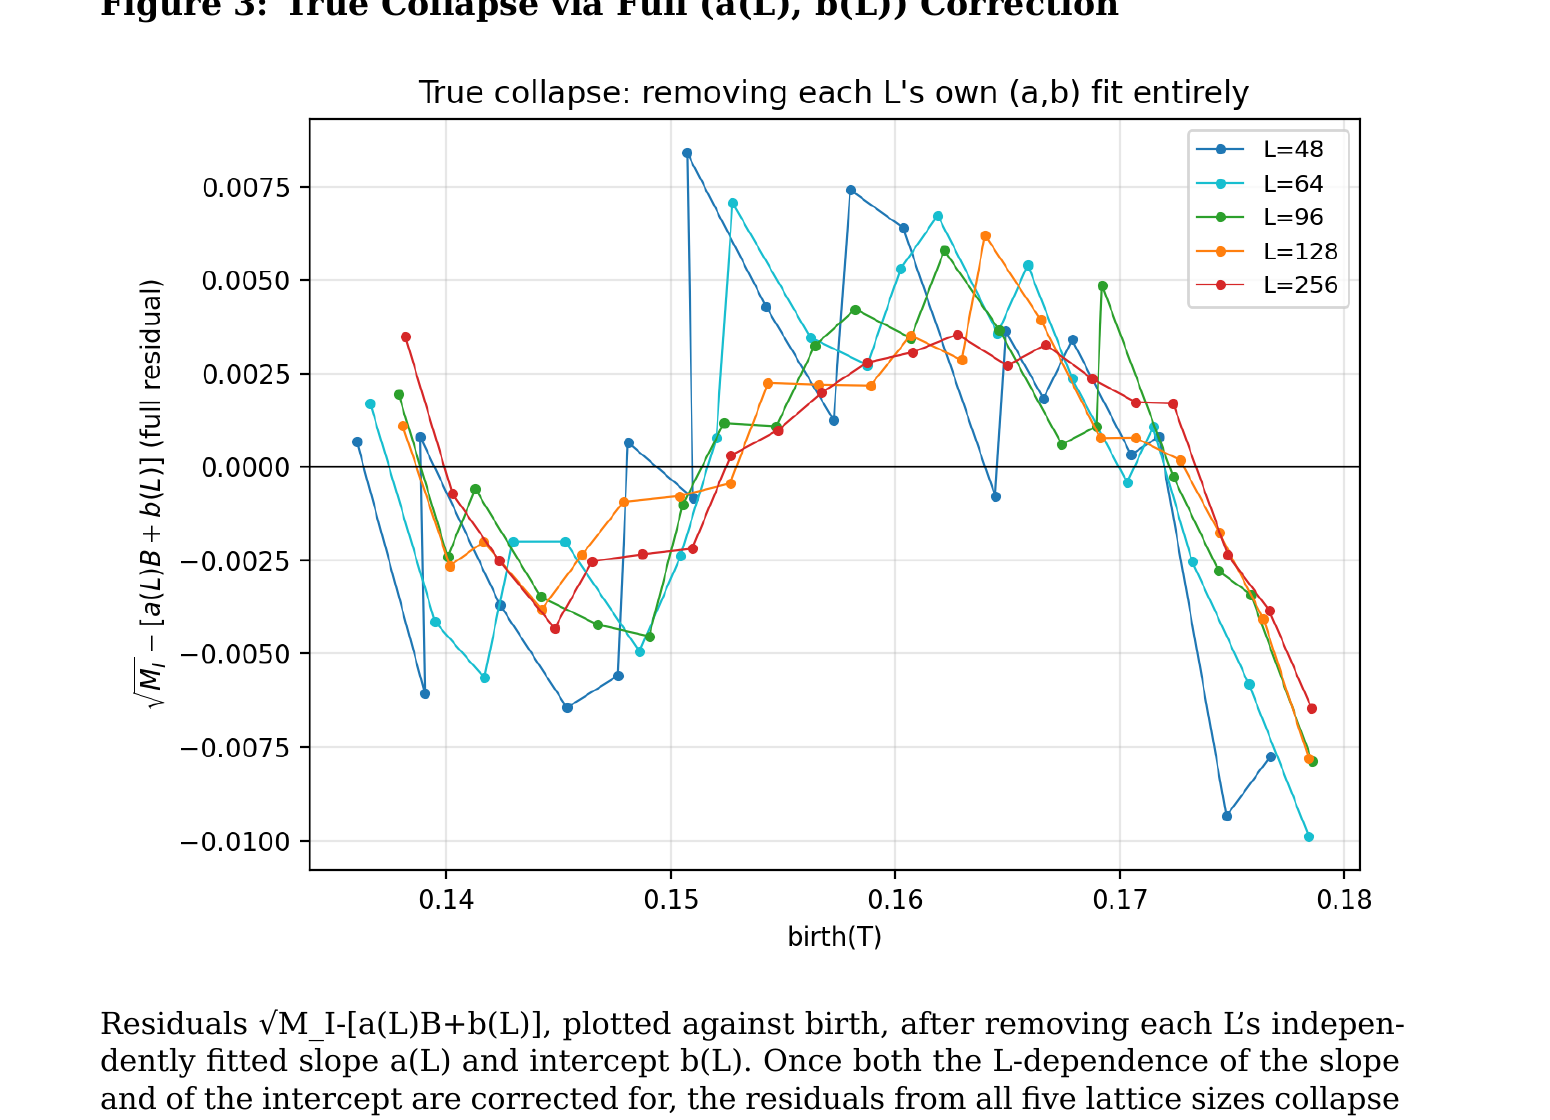 Figure 3: True Collapse via Full (a(L), b(L)) Correction
True collapse: removing each L's own (a,b) fit entirely
L=48
L=64
L=96
L=128
L=256
0.0075
0.0050
0.0025
0.0000
−0.0025
−0.0050
−0.0075
−0.0100
√M_I − [a(L)B + b(L)] (full residual)
0.14 0.15 0.16 0.17 0.18
birth(T)
Residuals √M_I-[a(L)B+b(L)], plotted against birth, after removing each L’s indepen-
dently fitted slope a(L) and intercept b(L). Once both the L-dependence of the slope
and of the intercept are corrected for, the residuals from all five lattice sizes collapse